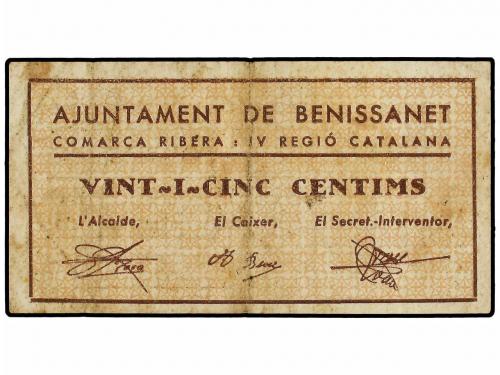 AJUNTAMENT DE BENISSANET
COMARCA RIBERA : IV REGIÓ CATALANA
VINT~I~CINC CENTIMS
L'Alcalde, El Caixer, El Secret.-Interventor,